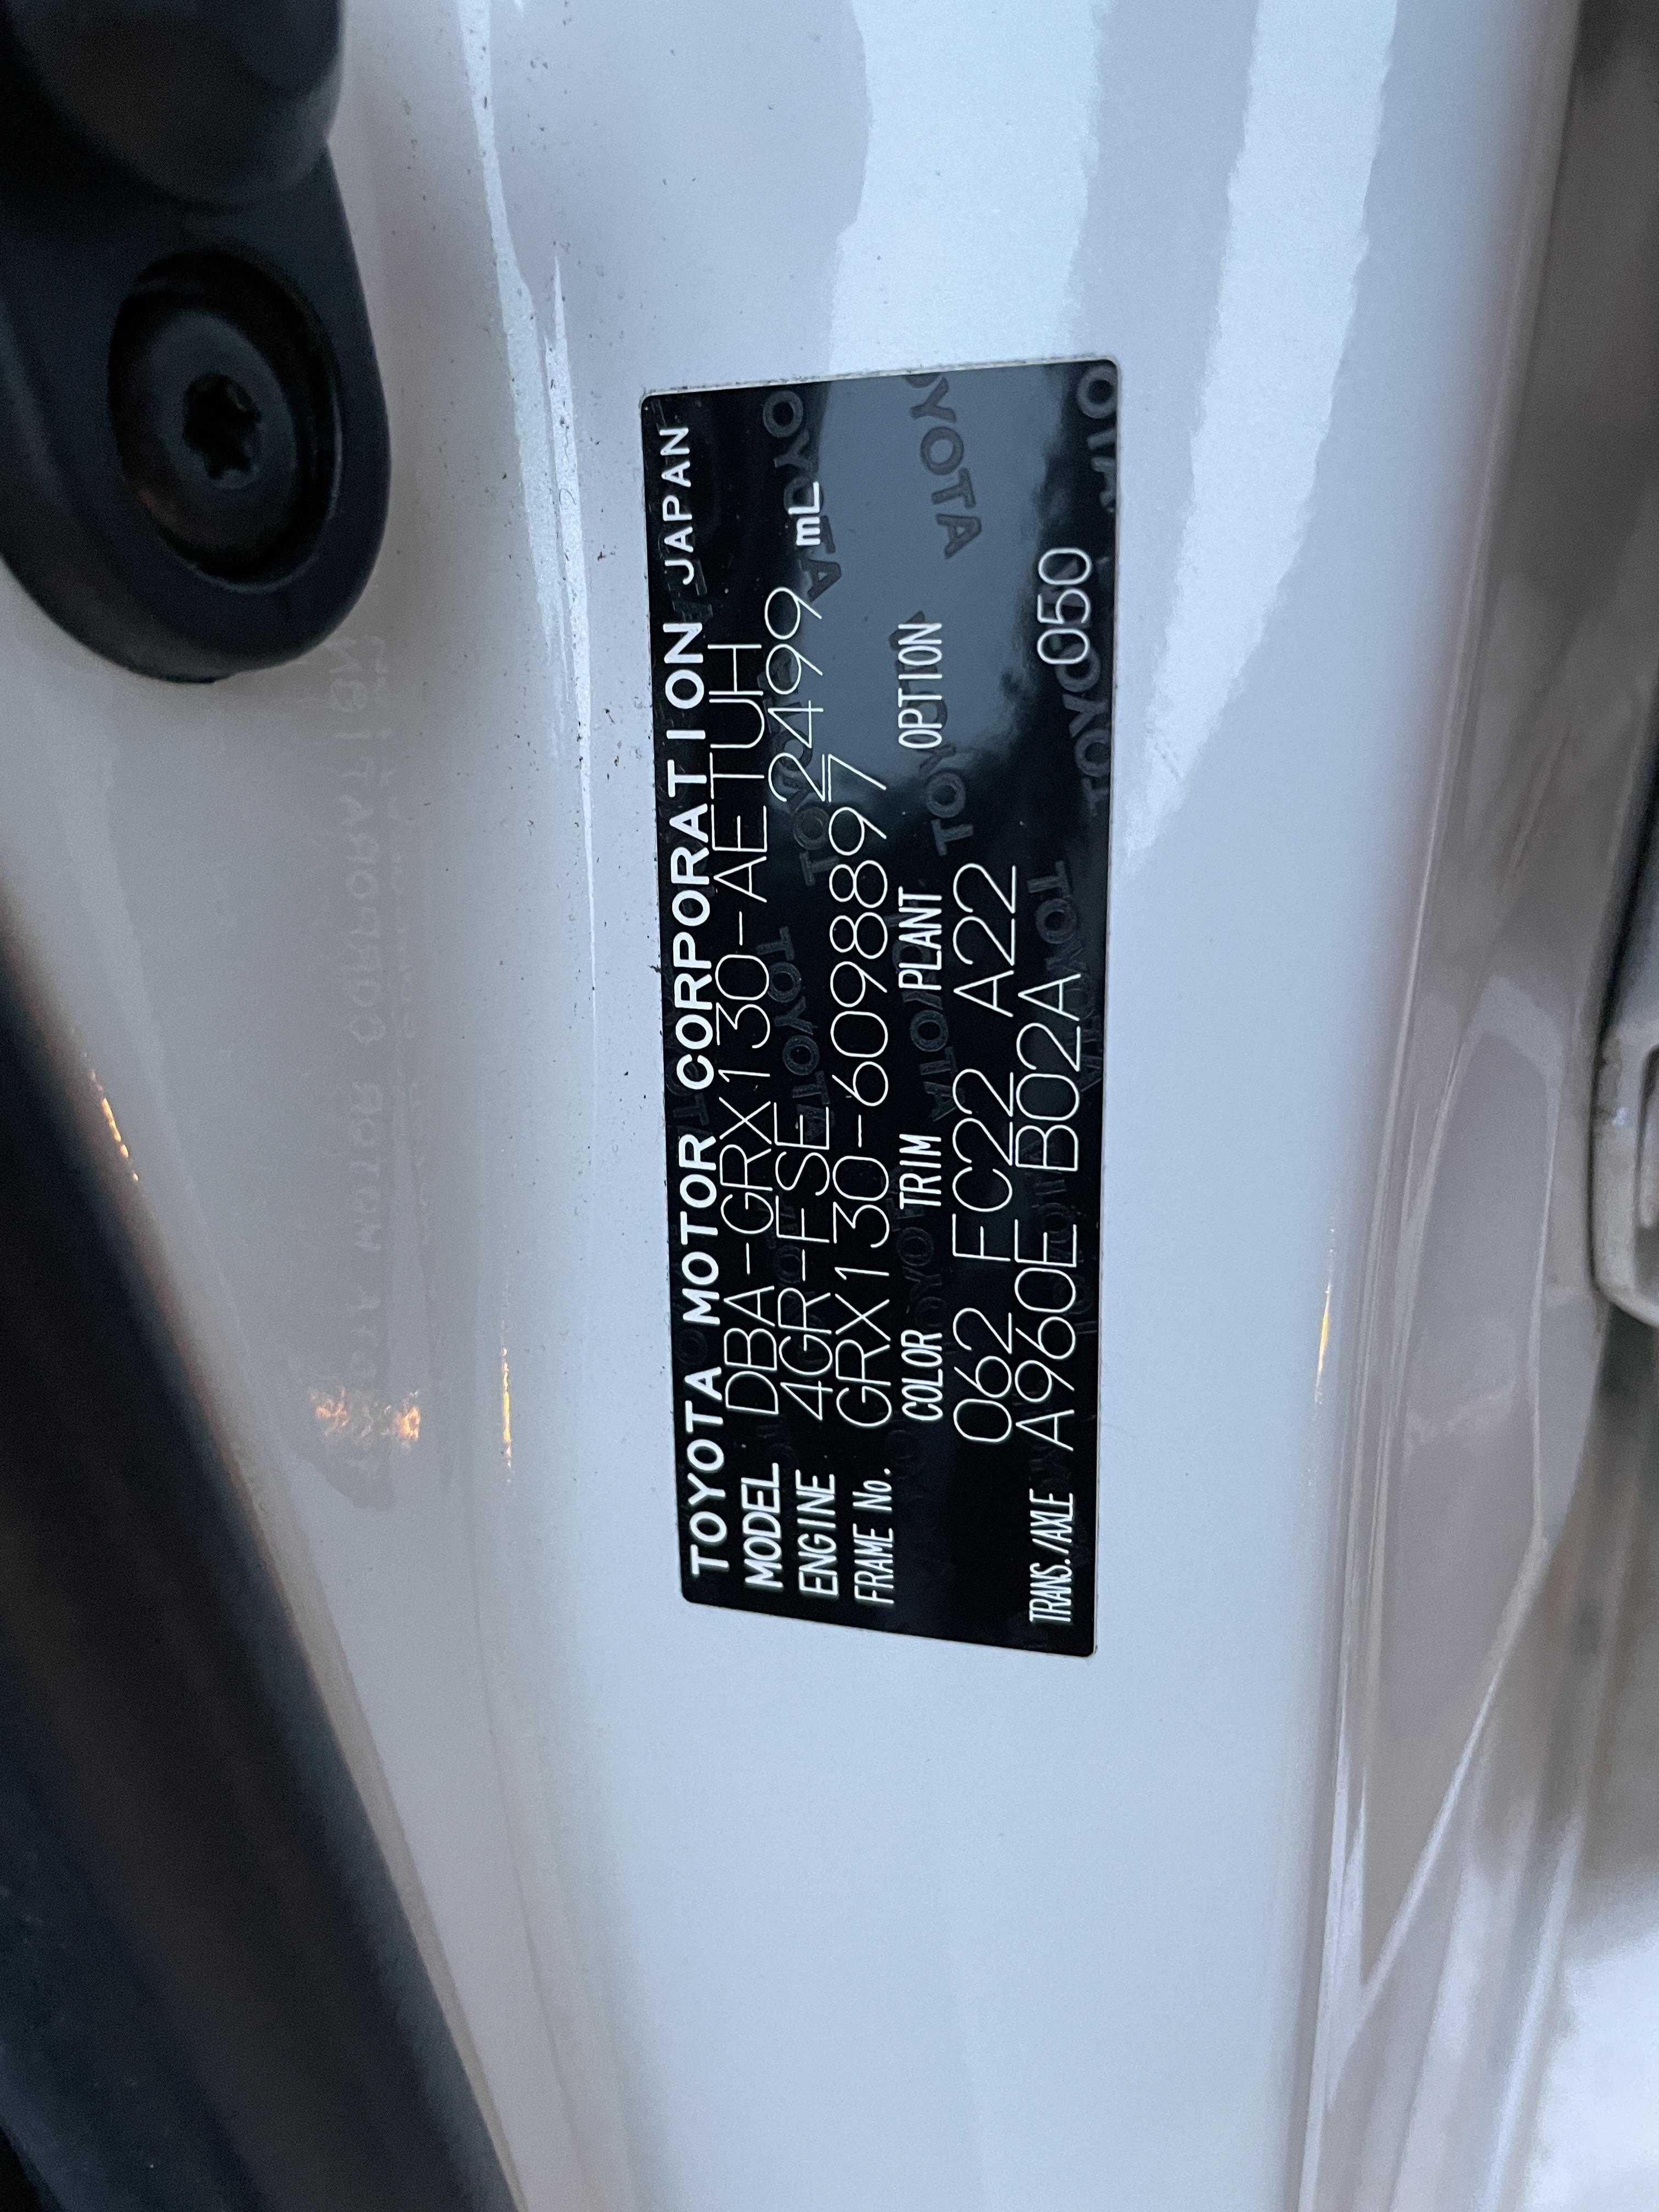 TOYOTA MOTOR CORPORATION JAPAN
MODEL DBA-GRX130-AETUH
ENGINE 4GR-FSE 2499 mL
FRAME No. GRX130-6098897
COLOR TRIM PLANT OPTION
062 FC22 A22
TRANS./AXLE A960E B02A 050